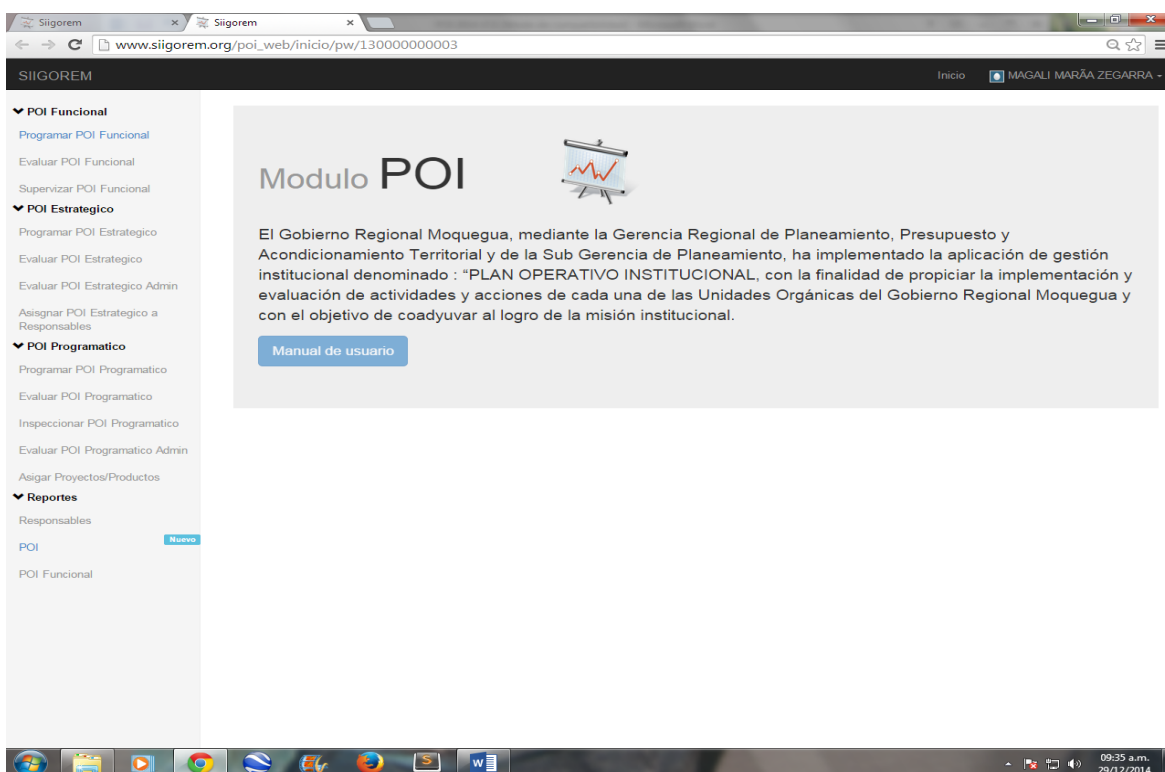 Siigorem
Siigorem
www.siigorem.org/poi_web/inicio/pw/130000000003
SIIGOREM
Inicio
MAGALI MARÃA ZEGARRA
POI Funcional
Programar POI Funcional
Evaluar POI Funcional
Supervizar POI Funcional
POI Estrategico
Programar POI Estrategico
Evaluar POI Estrategico
Evaluar POI Estrategico Admin
Asisgnar POI Estrategico a
Responsables
POI Programatico
Programar POI Programatico
Evaluar POI Programatico
Inspeccionar POI Programatico
Evaluar POI Programatico Admin
Asigar Proyectos/Productos
Reportes
Responsables
POI
Nuevo
POI Funcional
Modulo POI
El Gobierno Regional Moquegua, mediante la Gerencia Regional de Planeamiento, Presupuesto y
Acondicionamiento Territorial y de la Sub Gerencia de Planeamiento, ha implementado la aplicación de gestión
institucional denominado : “PLAN OPERATIVO INSTITUCIONAL, con la finalidad de propiciar la implementación y
evaluación de actividades y acciones de cada una de las Unidades Orgánicas del Gobierno Regional Moquegua y
con el objetivo de coadyuvar al logro de la misión institucional.
Manual de usuario
09:35 a.m.
29/12/2014